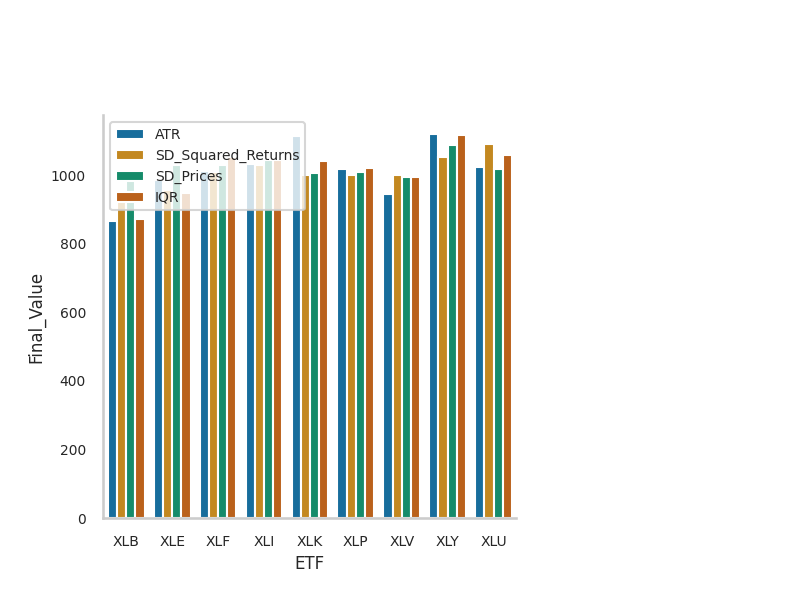 ATR
SD_Squared_Returns
SD_Prices
IQR
1000
800
600
400
200
0
Final_Value
XLB XLE XLF XLI XLK XLP XLV XLY XLU
ETF